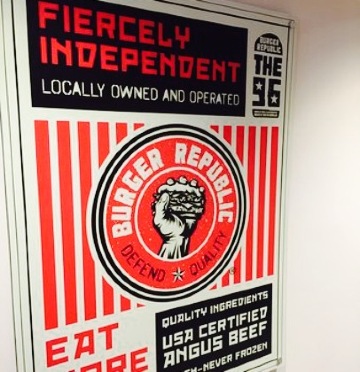 FIERCELY
INDEPENDENT
LOCALLY OWNED AND OPERATED
BURGER
REPUBLIC
THE
96
BURGER REPUBLIC
DEFEND ★ QUALITY
®
QUALITY INGREDIENTS
USA CERTIFIED
ANGUS BEEF
-NEVER FROZEN
EAT